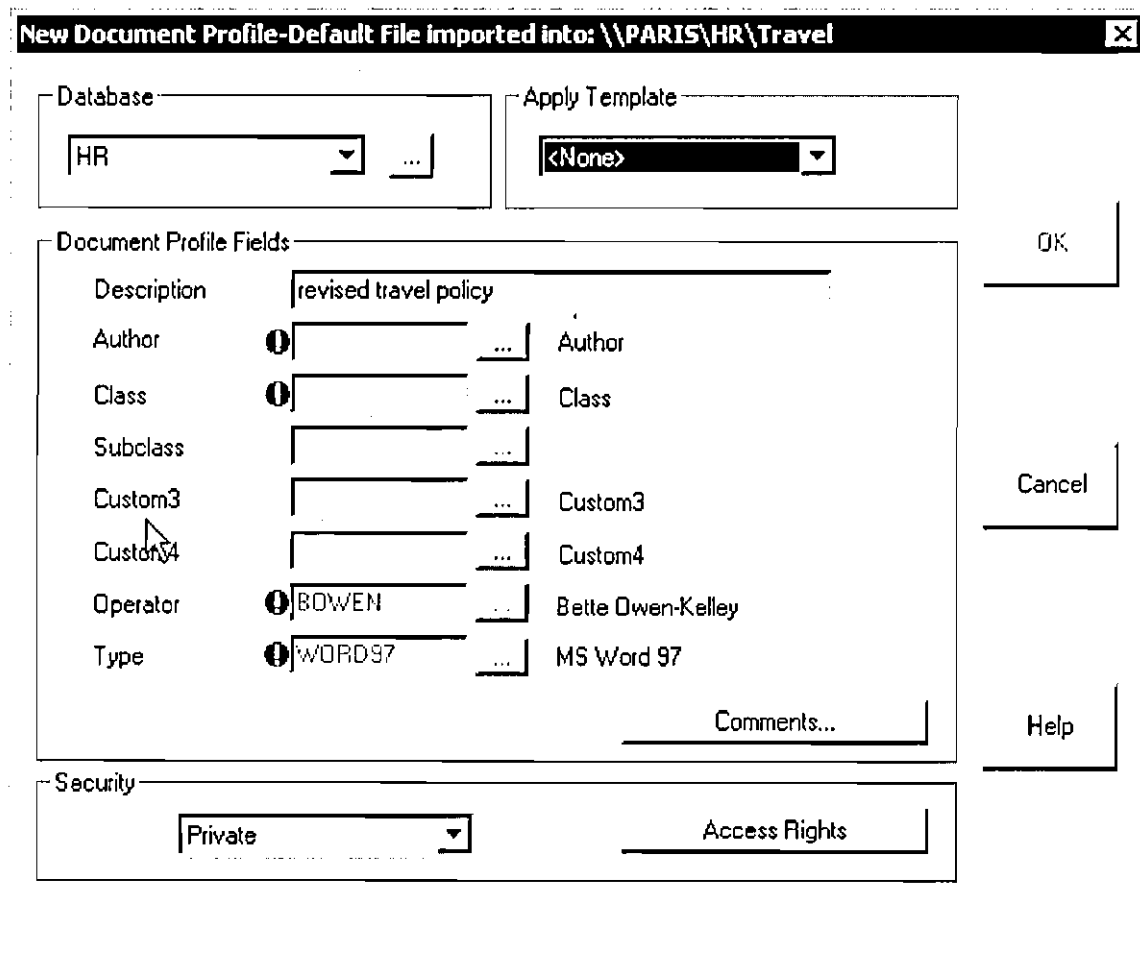 New Document Profile-Default File imported into: \\PARIS\HR\Travel
Database
Apply Template
HR
...
<None>
Document Profile Fields
OK
Description
revised travel policy
Author
...
Author
Class
...
Class
Subclass
...
Custom3
...
Custom3
Cancel
Custom4
...
Custom4
Operator
BOWEN
...
Bette Owen-Kelley
Type
WORD97
...
MS Word 97
Comments...
Help
Security
Private
Access Rights